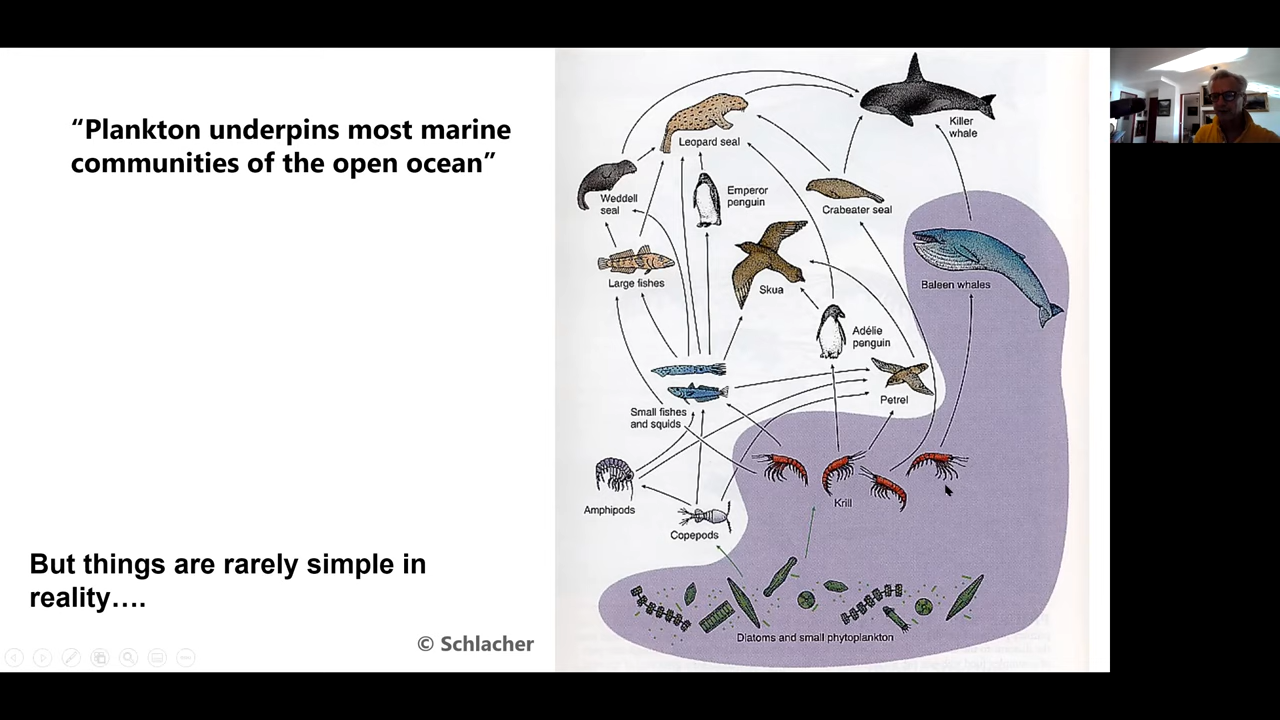 “Plankton underpins most marine
communities of the open ocean”
Killer
whale
Leopard seal
Weddell
seal
Emperor
penguin
Crabeater seal
Large fishes
Skua
Baleen whales
Adélie
penguin
Petrel
Small fishes
and squids
Amphipods
Krill
Copepods
Diatoms and small phytoplankton
But things are rarely simple in
reality….
© Schlacher